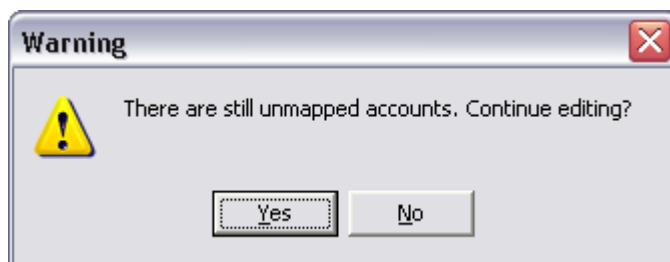 Warning
There are still unmapped accounts. Continue editing?
Yes
No